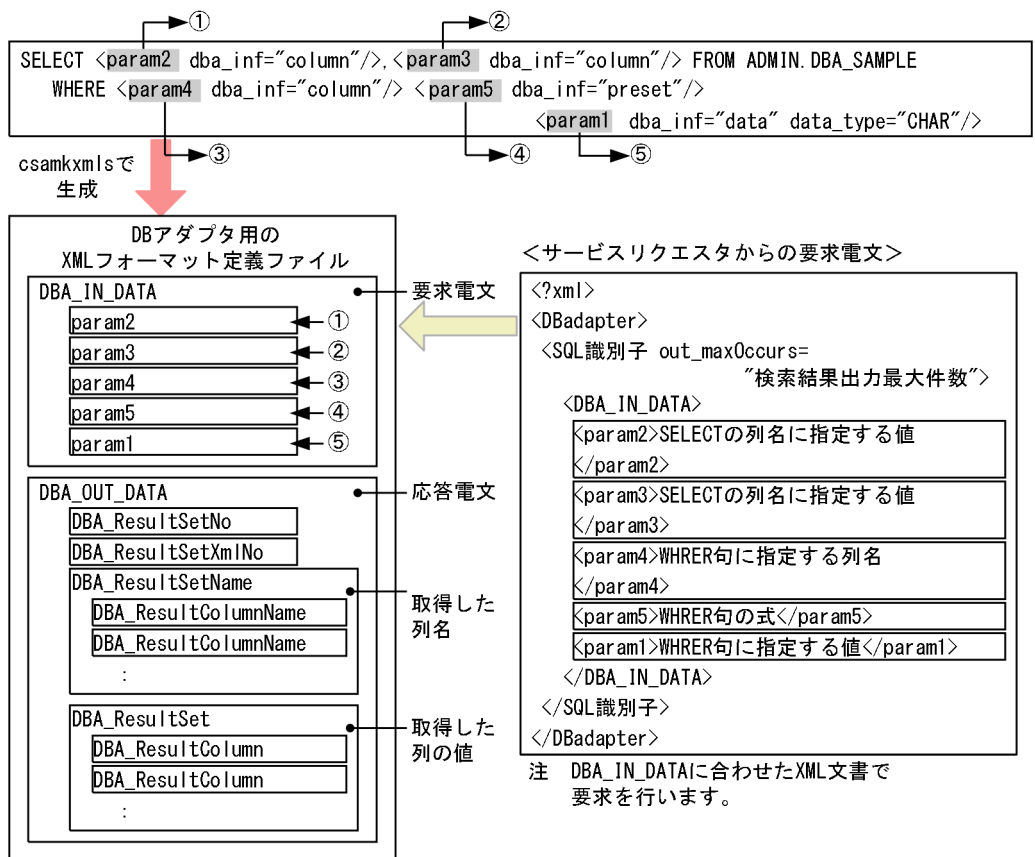 ①
②
SELECT <param2 dba_inf="column"/>,<param3 dba_inf="column"/> FROM ADMIN.DBA_SAMPLE
WHERE <param4 dba_inf="column"/> <param5 dba_inf="preset"/>
<param1 dba_inf="data" data_type="CHAR"/>
③
④
⑤
csamkxmlsで
生成
DBアダプタ用の
XMLフォーマット定義ファイル
DBA_IN_DATA
要求電文
param2
①
param3
②
param4
③
param5
④
param1
⑤
DBA_OUT_DATA
応答電文
DBA_ResultSetNo
DBA_ResultSetXmlNo
DBA_ResultSetName
DBA_ResultColumnName
DBA_ResultColumnName
:
取得した
列名
DBA_ResultSet
DBA_ResultColumn
DBA_ResultColumn
:
取得した
列の値
<サービスリクエスタからの要求電文>
<?xml>
<DBadapter>
<SQL識別子 out_maxOccurs=
"検索結果出力最大件数">
<DBA_IN_DATA>
<param2>SELECTの列名に指定する値
</param2>
<param3>SELECTの列名に指定する値
</param3>
<param4>WHRER句に指定する列名
</param4>
<param5>WHRER句の式</param5>
<param1>WHRER句に指定する値</param1>
</DBA_IN_DATA>
</SQL識別子>
</DBadapter>
注 DBA_IN_DATAに合わせたXML文書で
要求を行います。